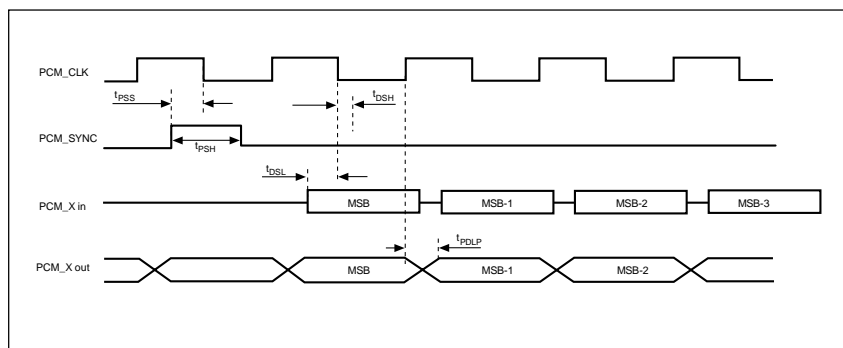 PCM_CLK
tPSS
tDSH
PCM_SYNC
tPSH
tDSL
PCM_X in
MSB
MSB-1
MSB-2
MSB-3
tPDLP
PCM_X out
MSB
MSB-1
MSB-2